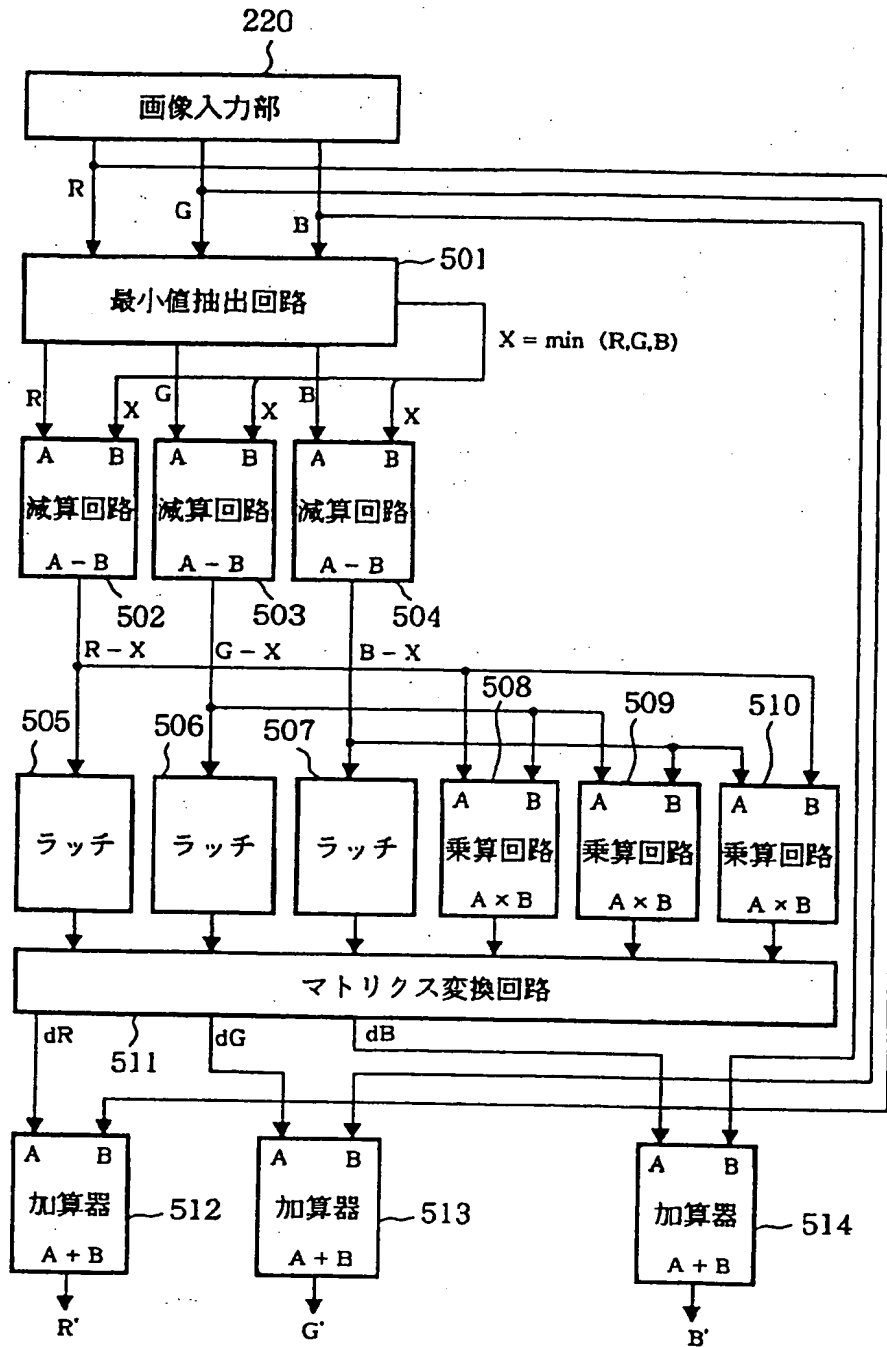 220
画像入力部
R
G
B
501
最小値抽出回路
X = min (R,G,B)
R
X
G
X
B
X
A B
減算回路
A − B
502
A B
減算回路
A − B
503
A B
減算回路
A − B
504
R − X
G − X
B − X
505
506
507
508
509
510
ラッチ
ラッチ
ラッチ
A B
乗算回路
A × B
A B
乗算回路
A × B
A B
乗算回路
A × B
マトリクス変換回路
511
dR
dG
dB
A B
加算器
A + B
512
A B
加算器
A + B
513
A B
加算器
A + B
514
R'
G'
B'